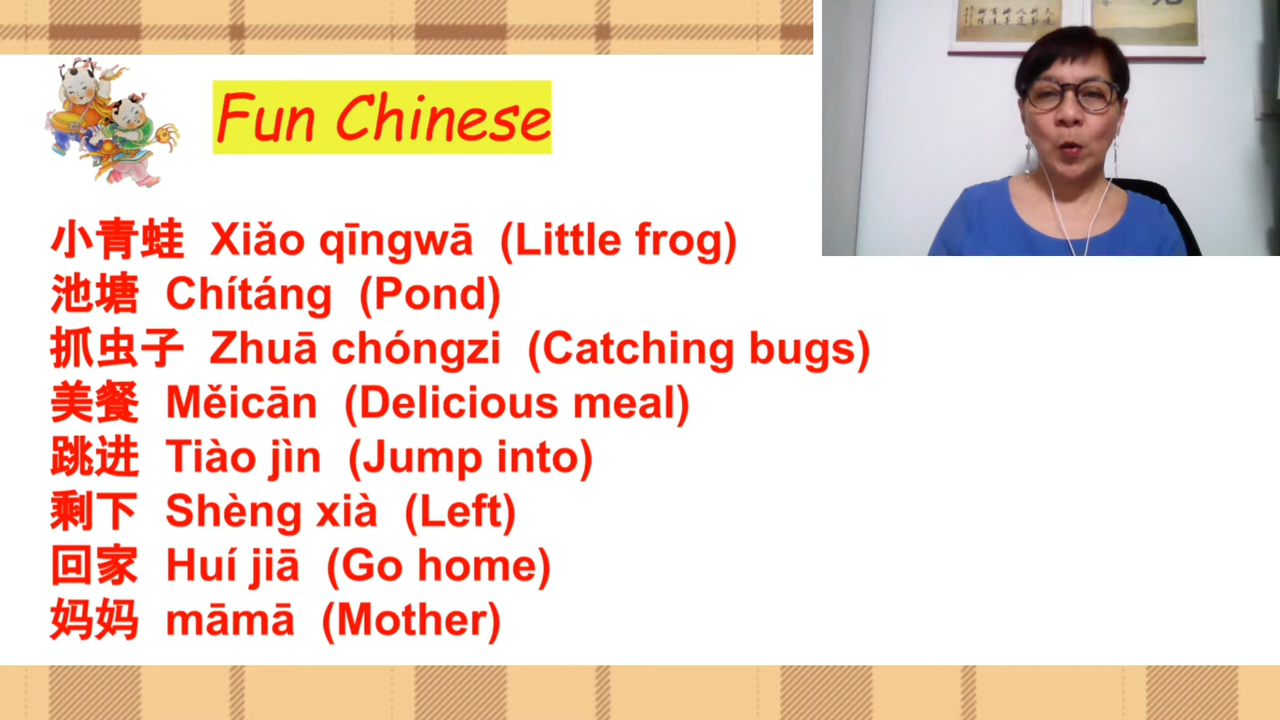 Fun Chinese
小青蛙 Xiǎo qīngwā (Little frog)
池塘 Chítáng (Pond)
抓虫子 Zhuā chóngzi (Catching bugs)
美餐 Měicān (Delicious meal)
跳进 Tiào jìn (Jump into)
剩下 Shèng xià (Left)
回家 Huí jiā (Go home)
妈妈 māmā (Mother)